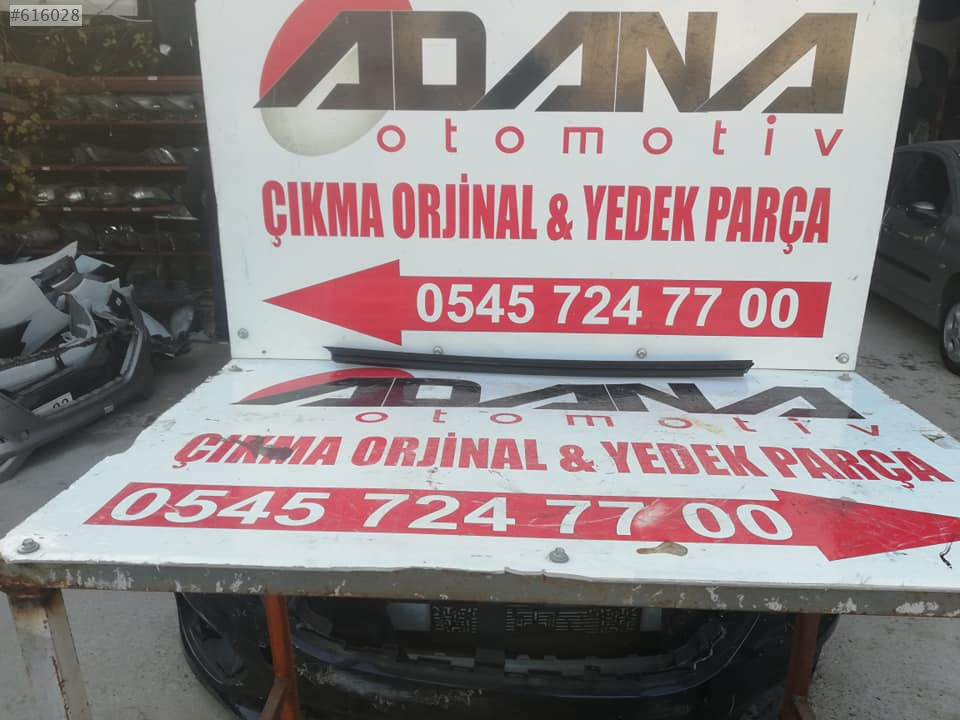 #616028
ADANA
otomotiv
ÇIKMA ORJİNAL & YEDEK PARÇA
0545 724 77 00
ADANA
otomotiv
ÇIKMA ORJİNAL & YEDEK PARÇA
0545 724 77 00